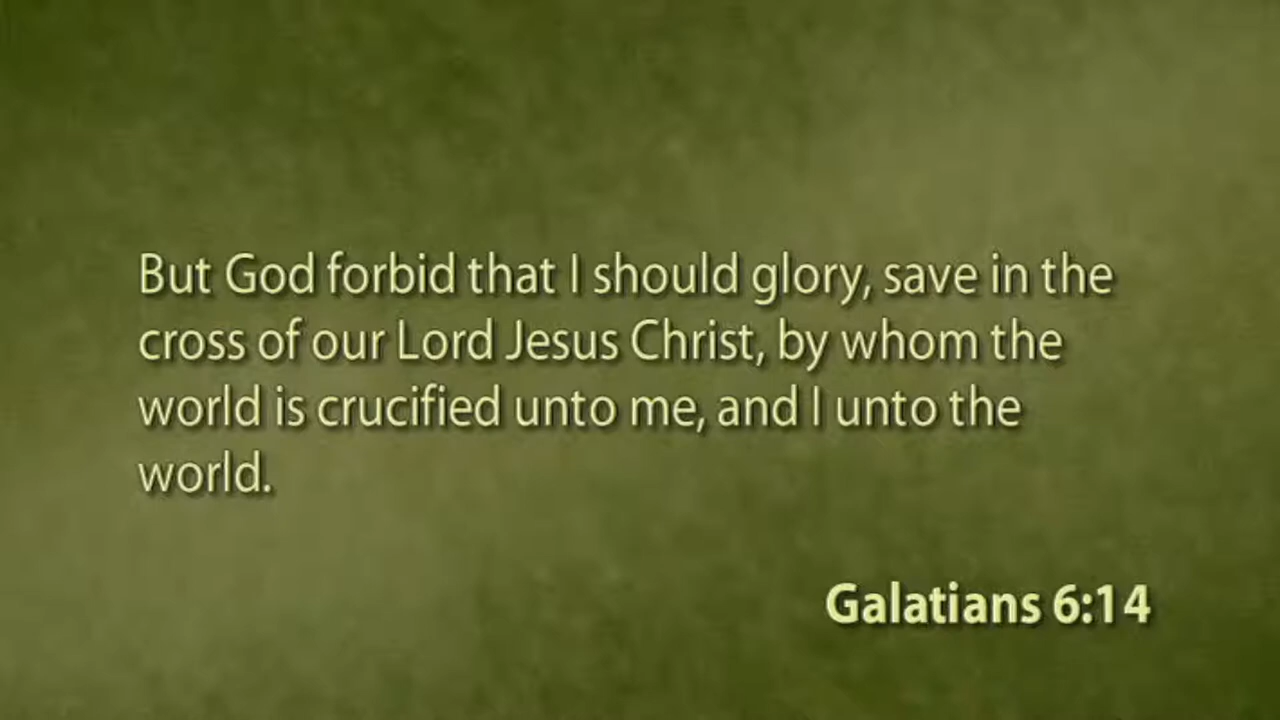 But God forbid that I should glory, save in the
cross of our Lord Jesus Christ, by whom the
world is crucified unto me, and I unto the
world.
Galatians 6:14